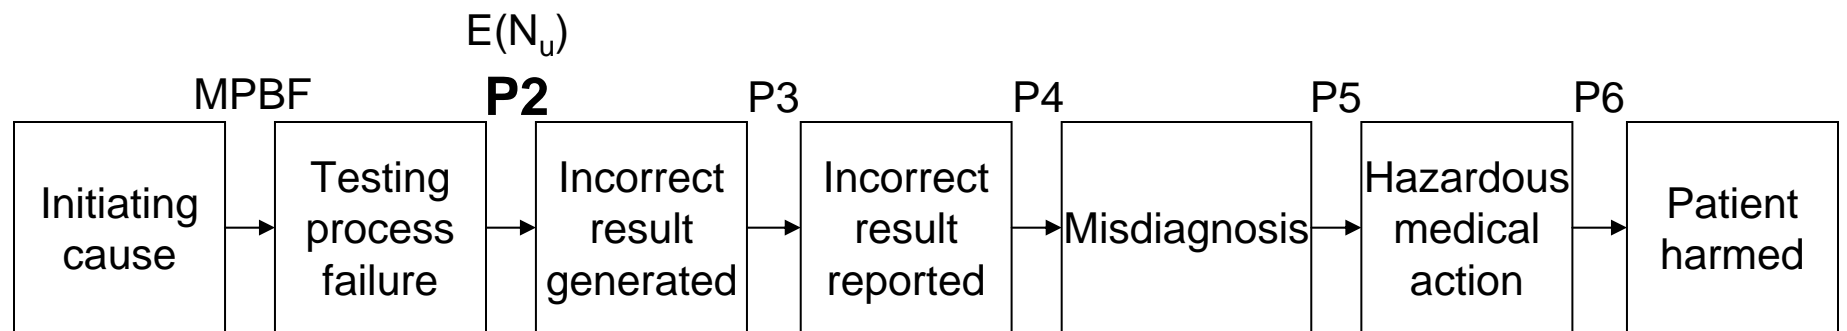 E(Nu)
MPBF
P2
P3
P4
P5
P6
Initiating
cause
Testing
process
failure
Incorrect
result
generated
Incorrect
result
reported
Misdiagnosis
Hazardous
medical
action
Patient
harmed